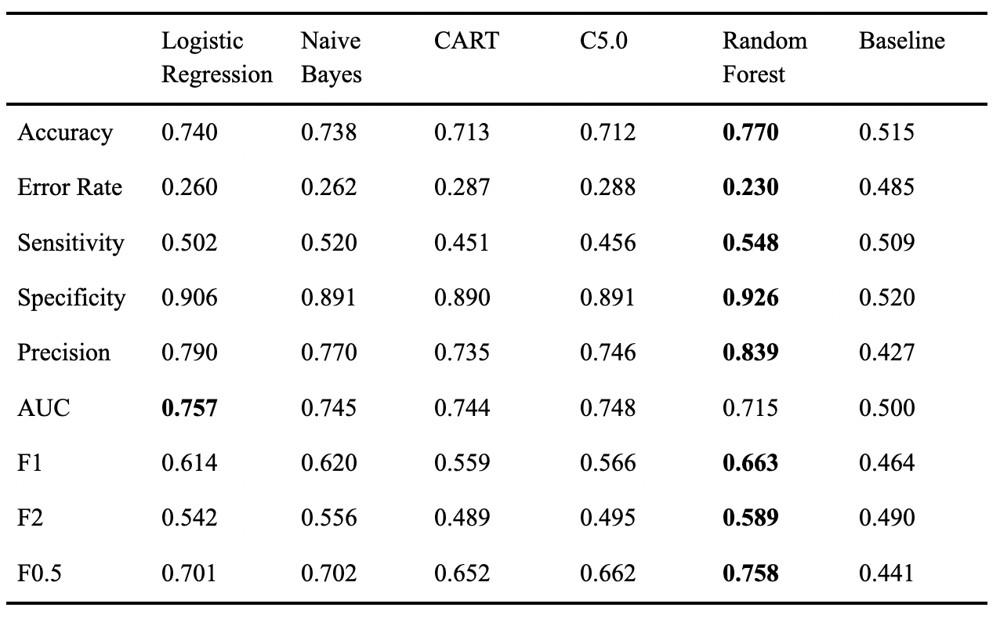 Logistic Regression Naive Bayes CART C5.0 Random Forest Baseline
Accuracy 0.740 0.738 0.713 0.712 0.770 0.515
Error Rate 0.260 0.262 0.287 0.288 0.230 0.485
Sensitivity 0.502 0.520 0.451 0.456 0.548 0.509
Specificity 0.906 0.891 0.890 0.891 0.926 0.520
Precision 0.790 0.770 0.735 0.746 0.839 0.427
AUC 0.757 0.745 0.744 0.748 0.715 0.500
F1 0.614 0.620 0.559 0.566 0.663 0.464
F2 0.542 0.556 0.489 0.495 0.589 0.490
F0.5 0.701 0.702 0.652 0.662 0.758 0.441